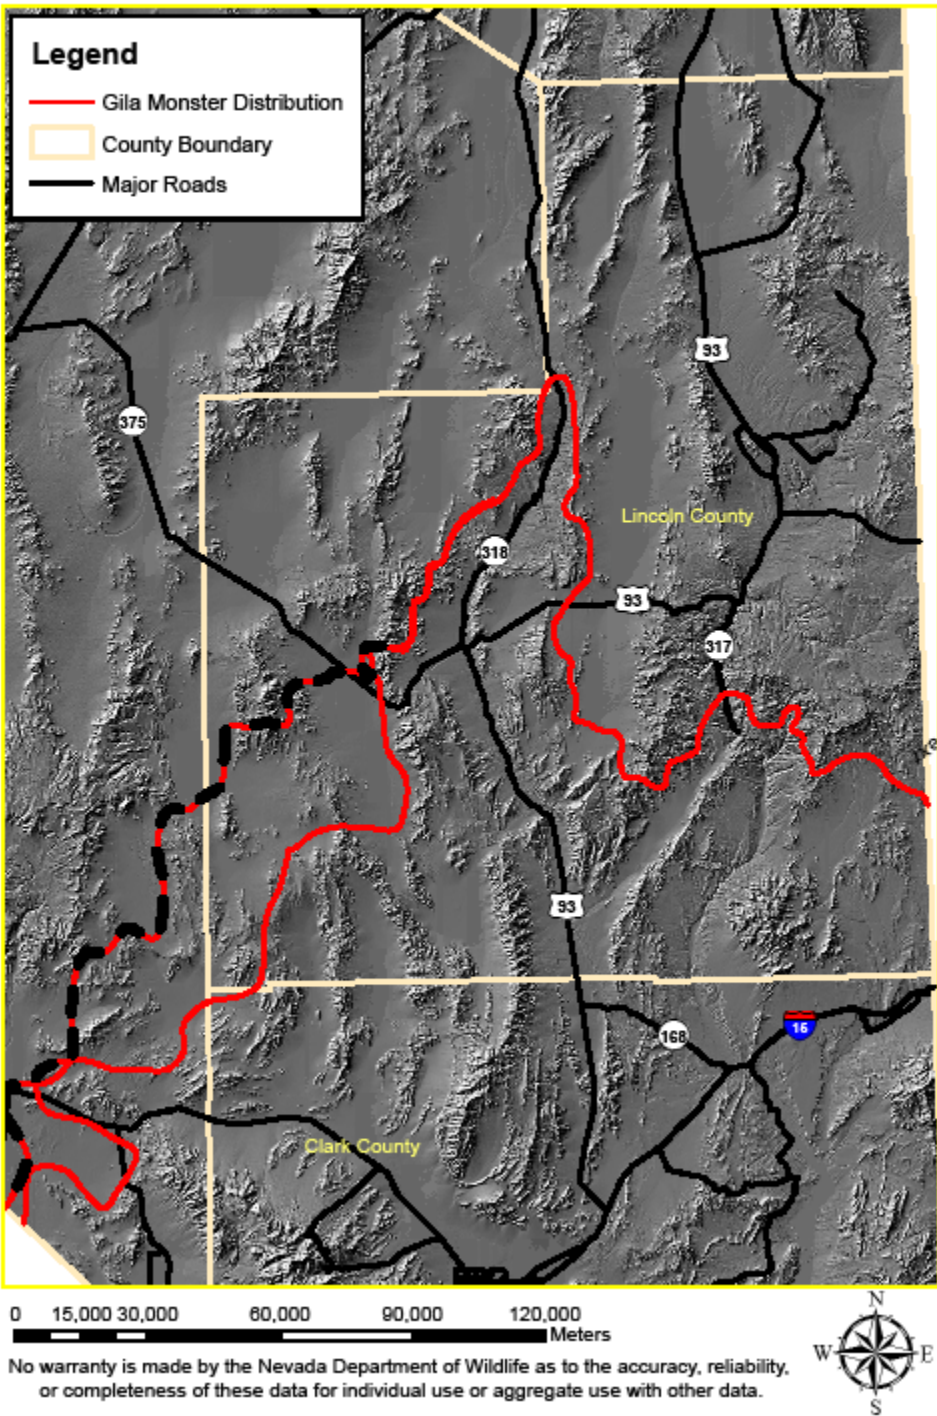 Legend
Gila Monster Distribution
County Boundary
Major Roads
93
375
Lincoln County
318
93
317
93
168
15
Clark County
0 15,000 30,000 60,000 90,000 120,000
Meters
No warranty is made by the Nevada Department of Wildlife as to the accuracy, reliability,
or completeness of these data for individual use or aggregate use with other data.
N
W E
S